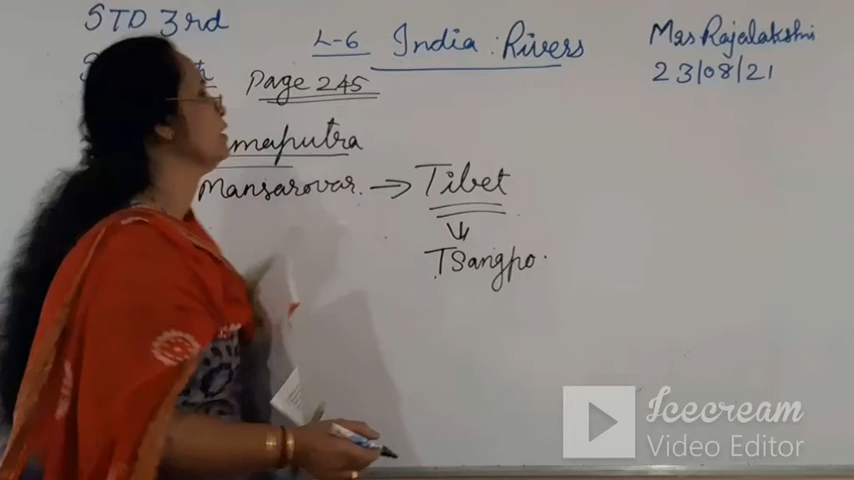 STD 3rd
L-6 India : Rivers
Mrs Rajalakshmi
23/08/21
Page 245
maputra
Mansarovar. → Tibet
Tsangpo.
Icecream
Video Editor